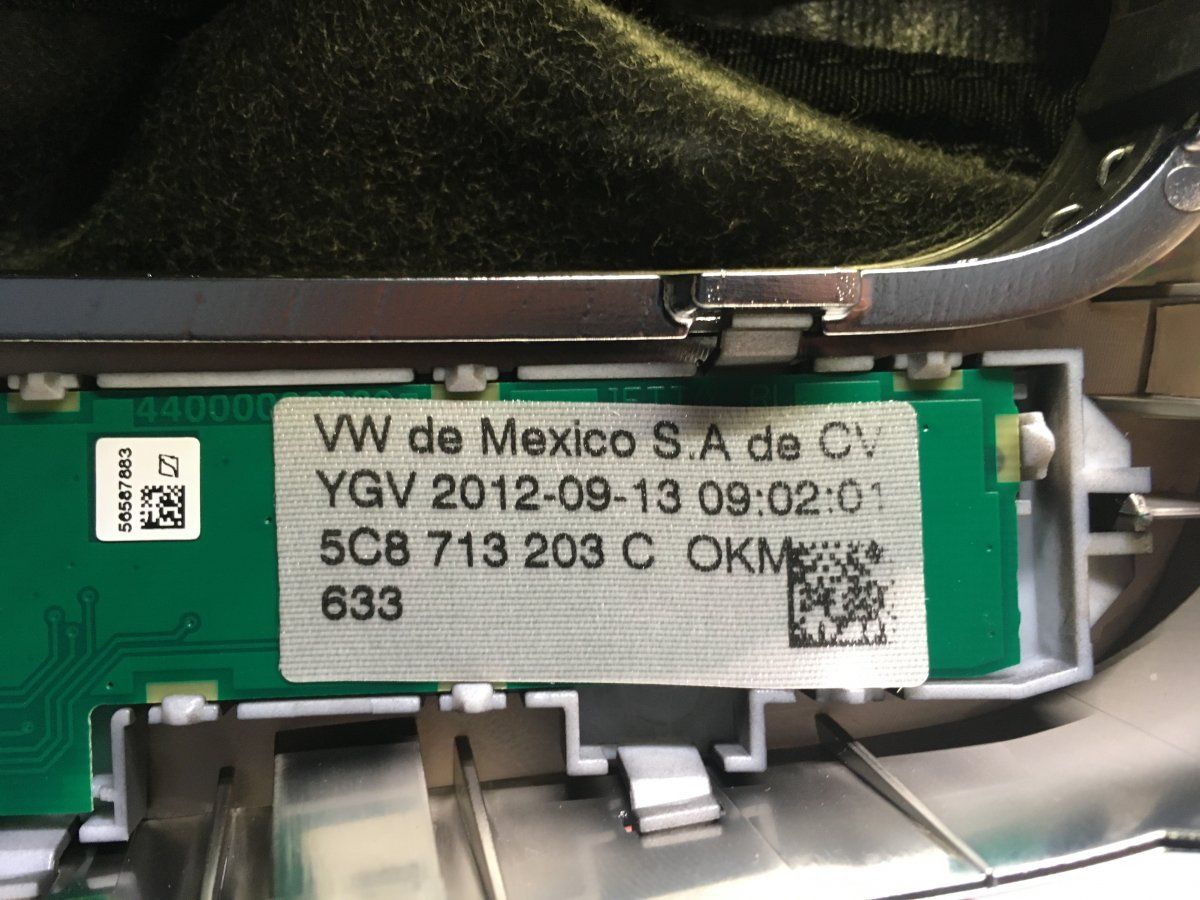 VW de Mexico S.A de CV
YGV 2012-09-13 09:02:01
5C8 713 203 C OKM
633
56587883